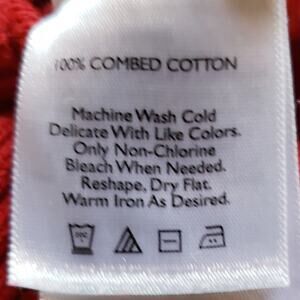 100% COMBED COTTON
Machine Wash Cold
Delicate With Like Colors.
Only Non-Chlorine
Bleach When Needed.
Reshape, Dry Flat.
Warm Iron As Desired.